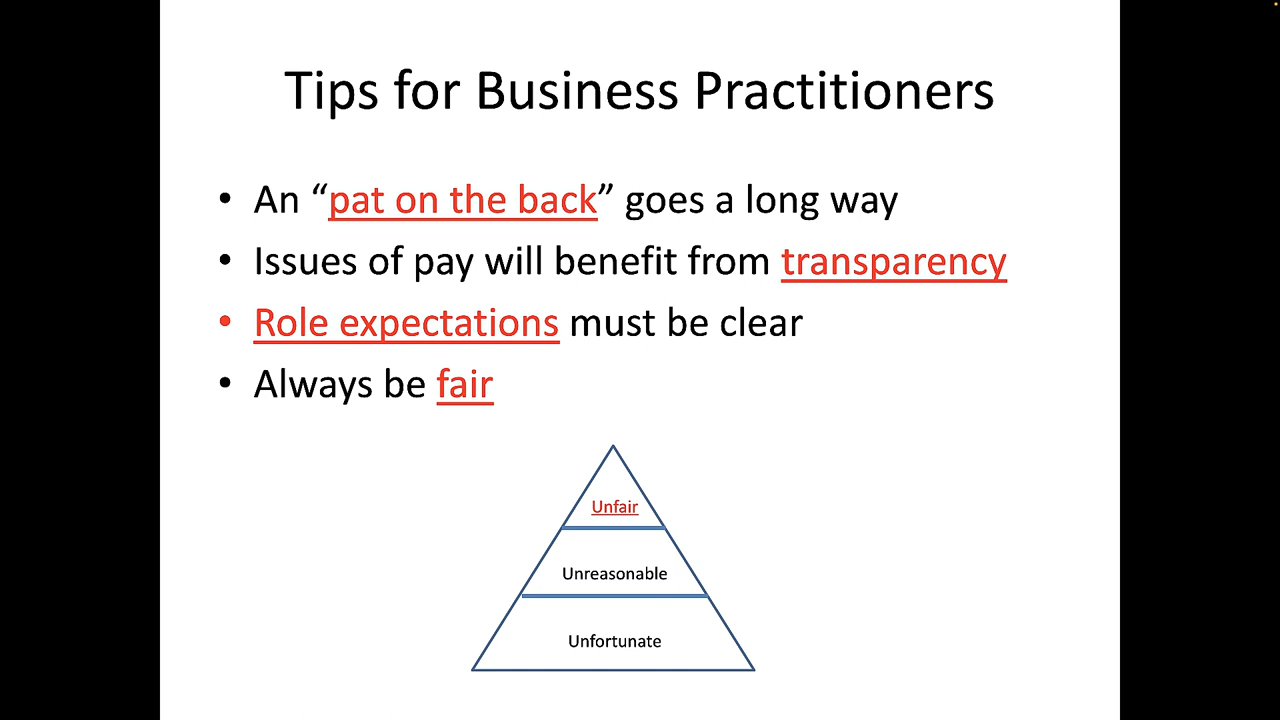 Tips for Business Practitioners
• An “pat on the back” goes a long way
• Issues of pay will benefit from transparency
• Role expectations must be clear
• Always be fair
Unfair
Unreasonable
Unfortunate